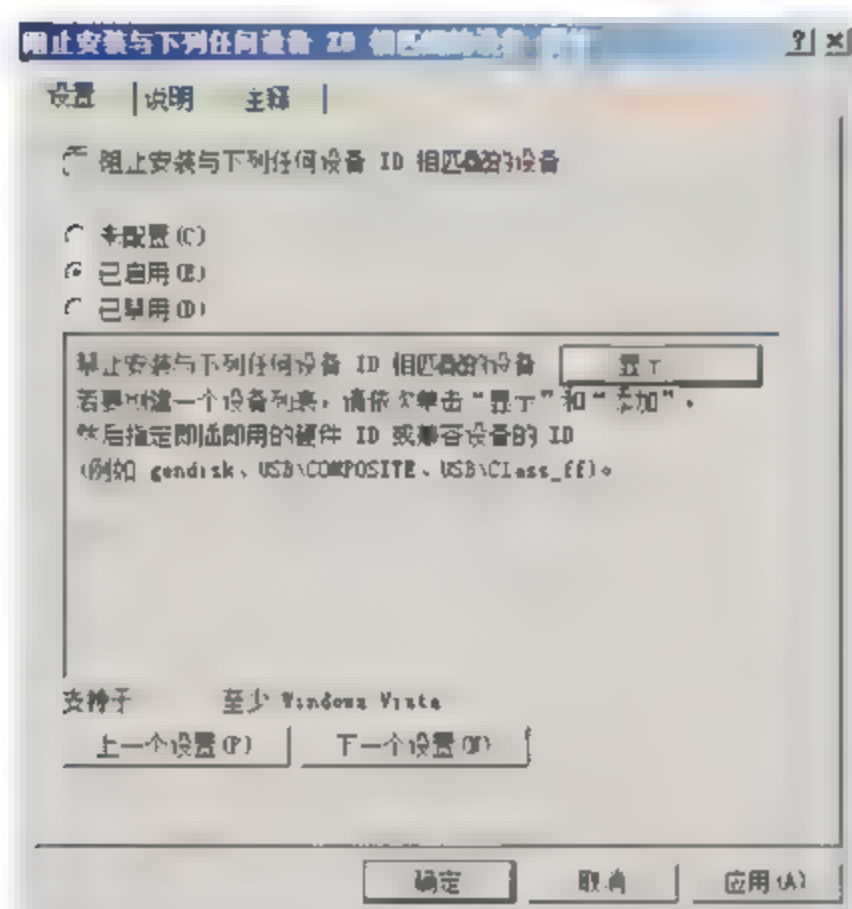 阻止安装与下列任何设备 ID 相匹配的设备 属性
设置 说明 注释
阻止安装与下列任何设备 ID 相匹配的设备
未配置(C)
已启用(E)
已禁用(D)
禁止安装与下列任何设备 ID 相匹配的设备 显示
若要创建一个设备列表,请依次单击“显示”和“添加”,
然后指定即插即用的硬件 ID 或兼容设备的 ID
(例如 gendisk、USB\COMPOSITE、USB\Class_ff)。
支持于 至少 Windows Vista
上一个设置(P) 下一个设置(N)
确定 取消 应用(A)